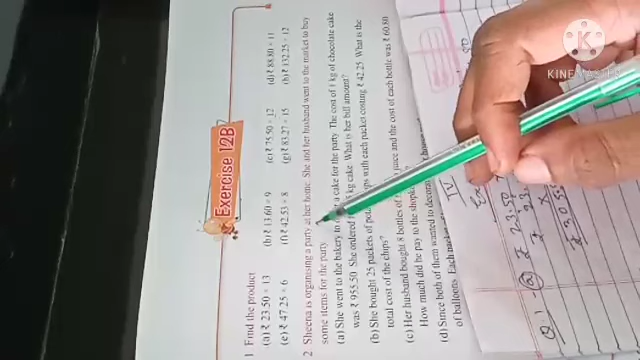 Exercise 12B
1 Find the product
(a) ₹ 23.50 × 13 (b) ₹ 13.60 × 9 (c) ₹ 75.50 × 12 (d) ₹ 88.80 × 11
(e) ₹ 47.25 × 6 (f) ₹ 42.53 × 8 (g) ₹ 83.27 × 15 (h) ₹ 132.25 × 12
2 Sheena is organising a party at her home. She and her husband went to the market to buy
some items for the party
(a) She went to the bakery to a cake for the party. The cost of 1 kg of chocolate cake
was ₹ 955.50. She ordered kg cake. What is her bill amount?
(b) She bought 25 packets of with each packet costing ₹ 42.25. What is the
total cost of the chips?
(c) Her husband bought 8 bottles of juice and the cost of each bottle was ₹ 60.80
How much did he pay to the
(d) Since both of them wanted to
of balloons. Each
IV
Q 1 - (a) ₹ 23.50
KINEMASTER